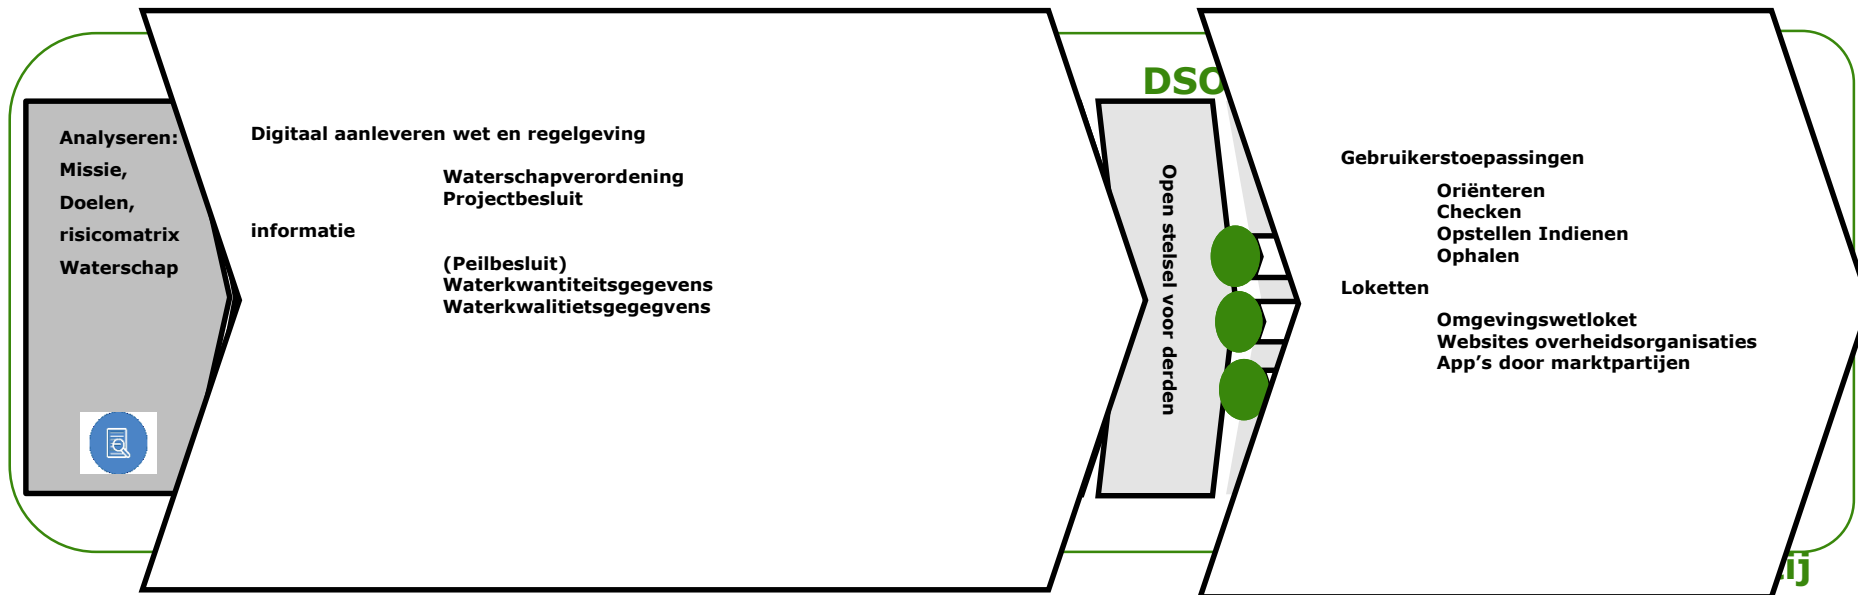 DSO
Analyseren:
Missie,
Doelen,
risicomatrix
Waterschap
Digitaal aanleveren wet en regelgeving
Waterschapverordening
Projectbesluit
informatie
(Peilbesluit)
Waterkwantiteitsgegevens
Waterkwalitietsgegegvens
Open stelsel voor derden
Gebruikerstoepassingen
Oriënteren
Checken
Opstellen Indienen
Ophalen
Loketten
Omgevingswetloket
Websites overheidsorganisaties
App’s door marktpartijen